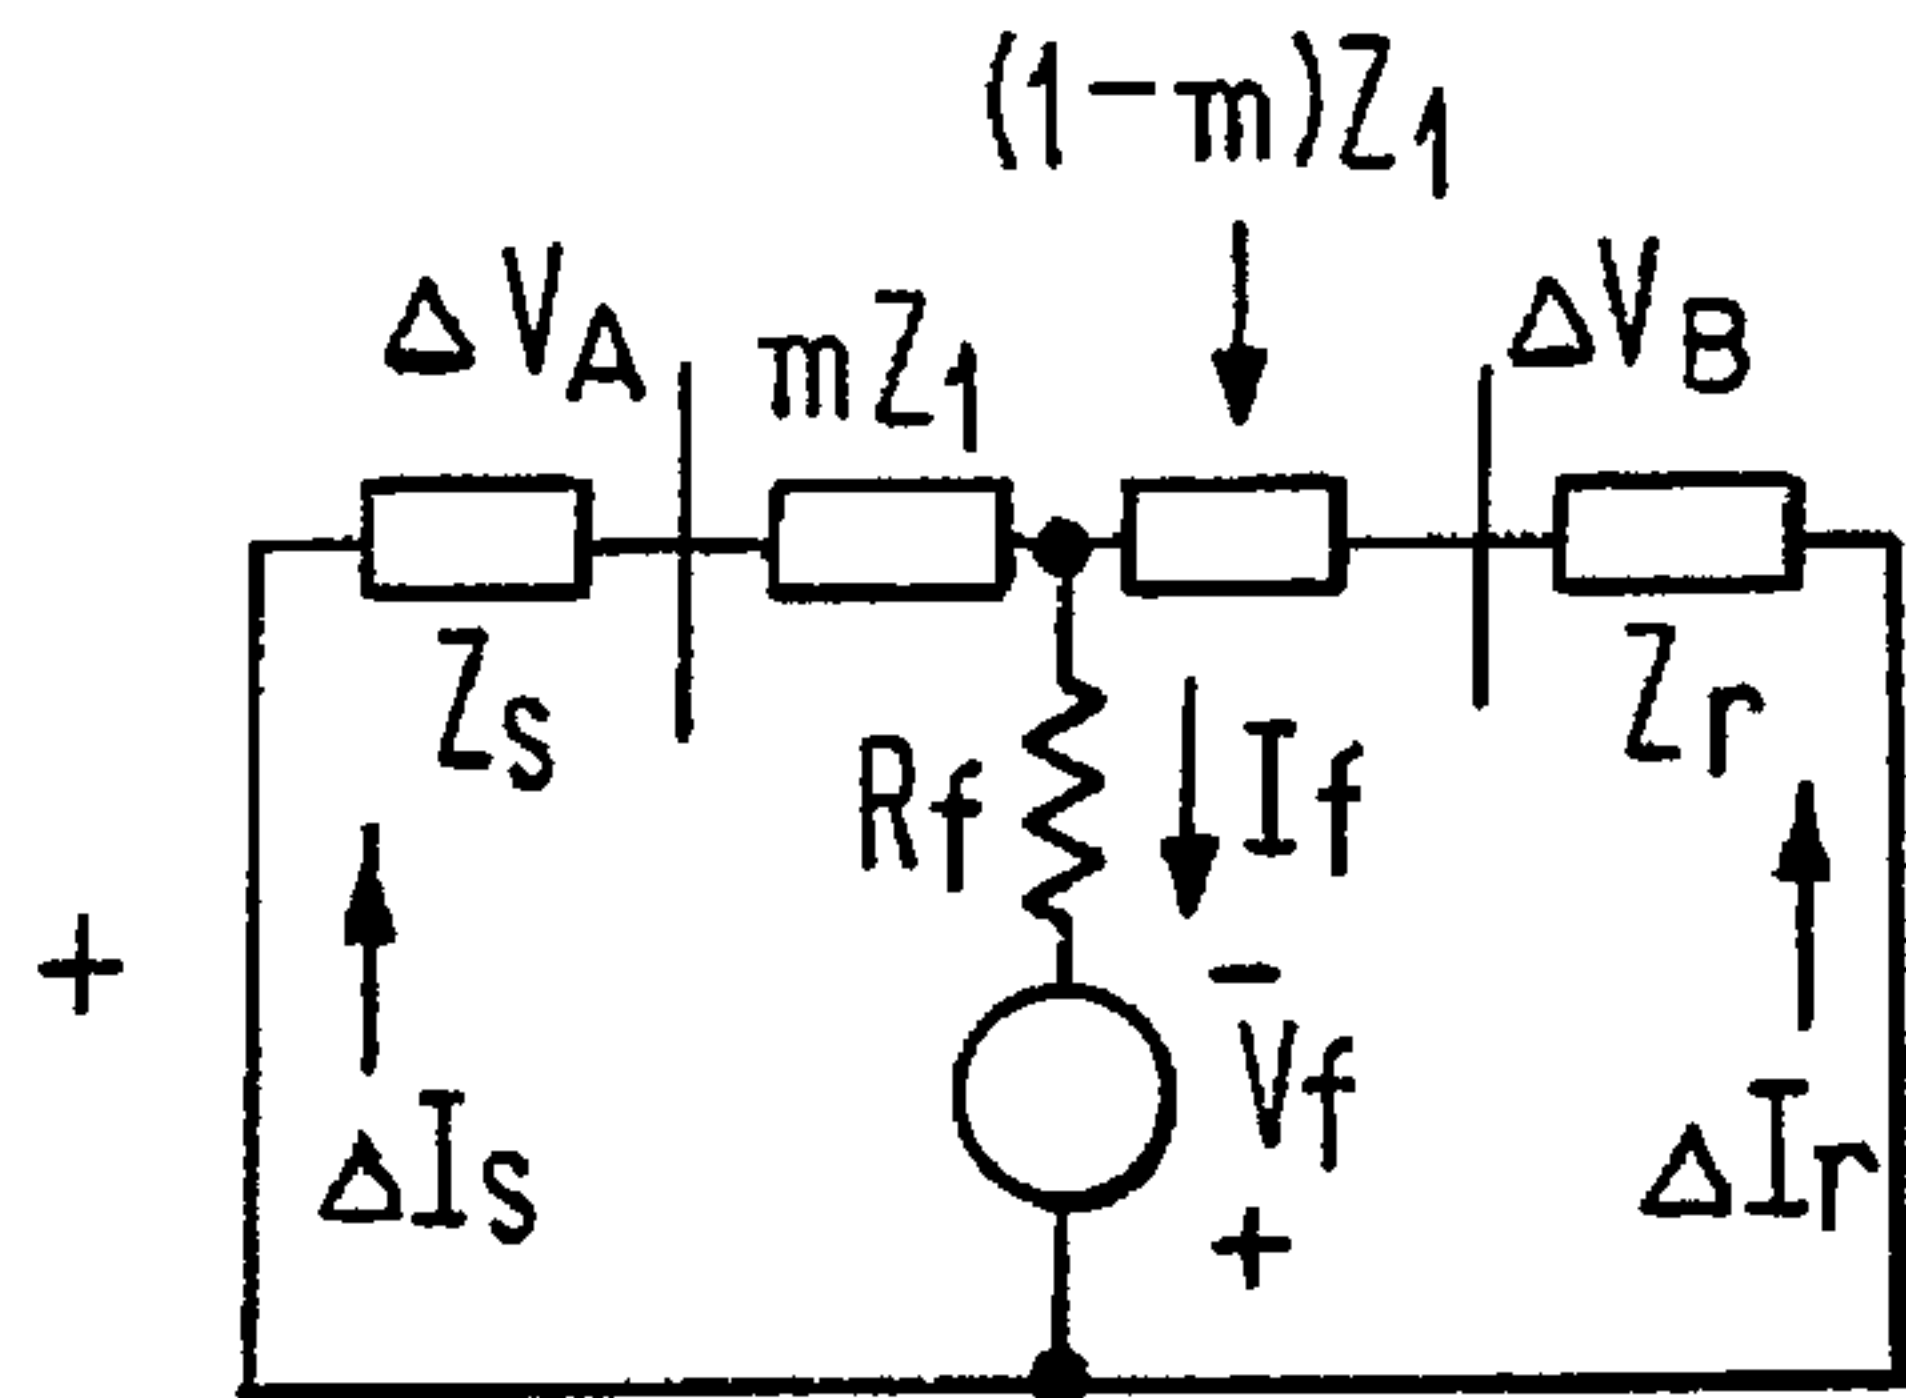 (1-m)Z1
ΔVA mZ1 ΔVB
Zs Rf If Zr
+ -
Vf
ΔIs + ΔIr